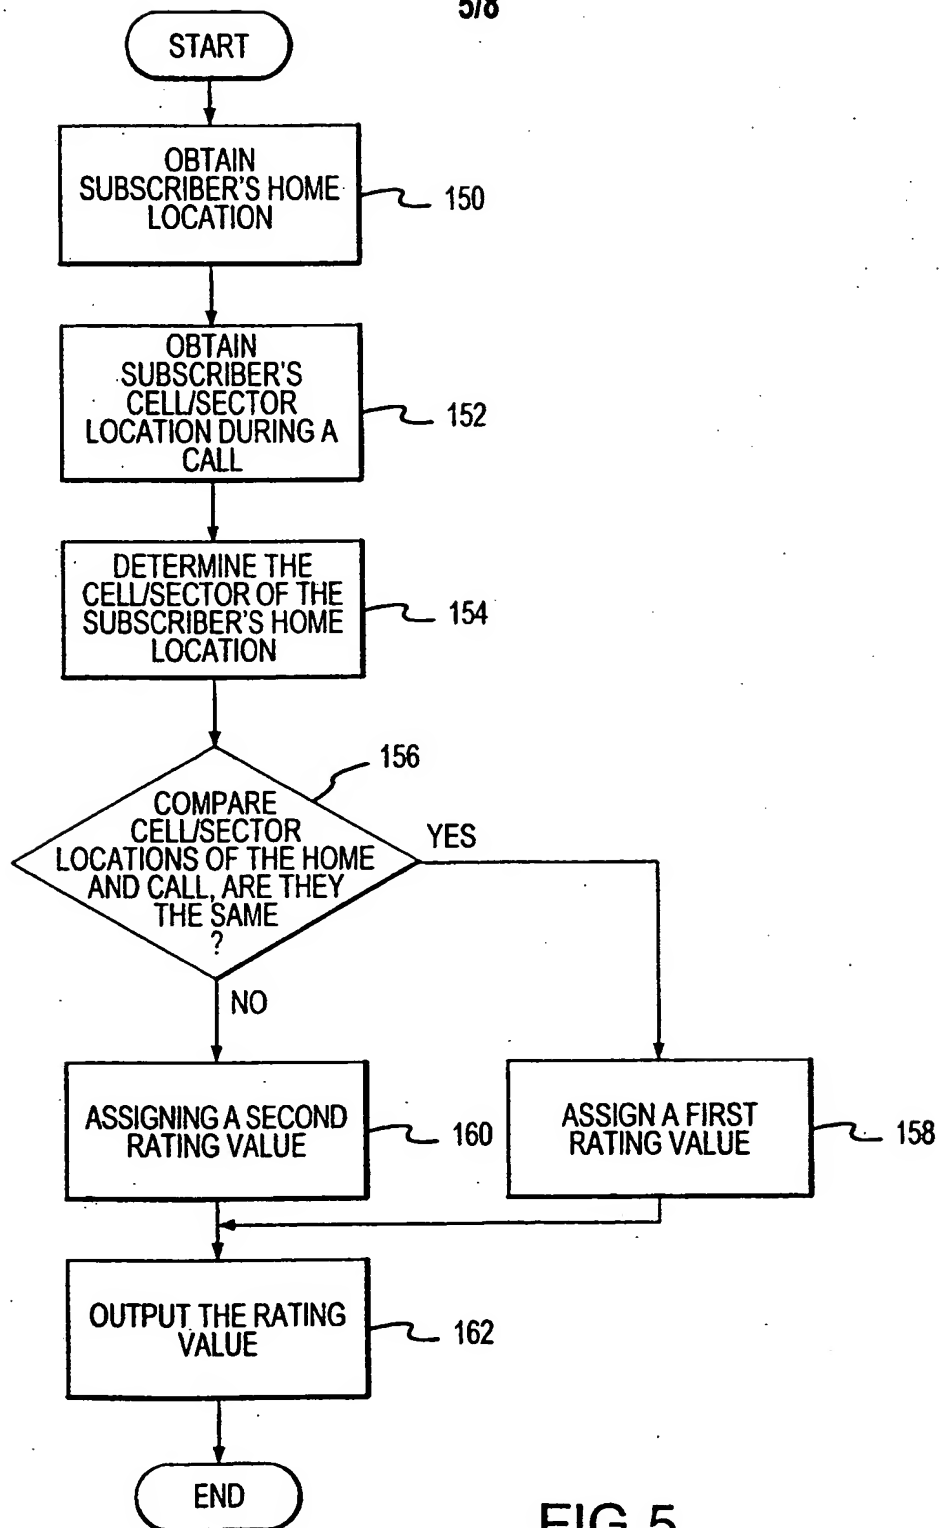 5/8
START
OBTAIN
SUBSCRIBER'S HOME
LOCATION
150
OBTAIN
SUBSCRIBER'S
CELL/SECTOR
LOCATION DURING A
CALL
152
DETERMINE THE
CELL/SECTOR OF THE
SUBSCRIBER'S HOME
LOCATION
154
156
COMPARE
CELL/SECTOR
LOCATIONS OF THE HOME
AND CALL, ARE THEY
THE SAME
?
YES
NO
ASSIGNING A SECOND
RATING VALUE
160
ASSIGN A FIRST
RATING VALUE
158
OUTPUT THE RATING
VALUE
162
END
FIG.5